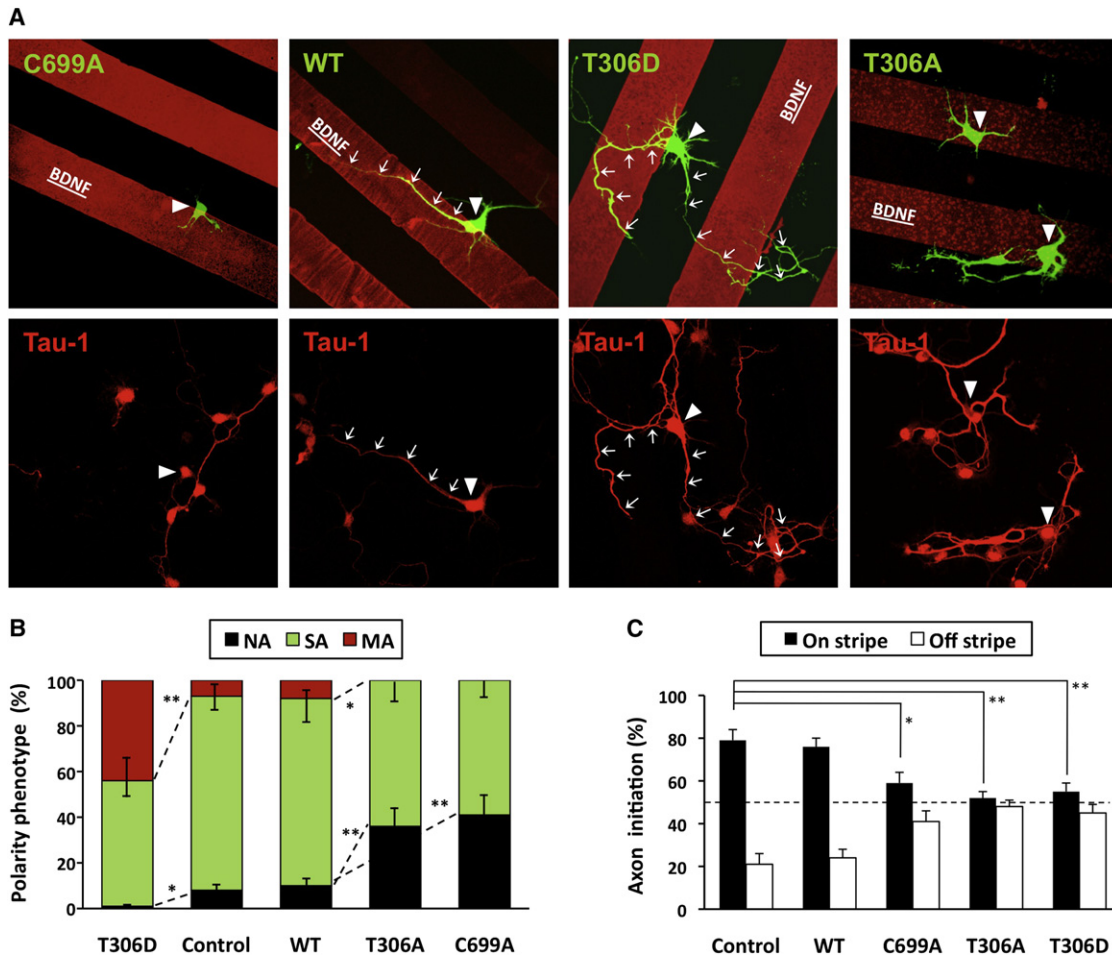 A
C699A
WT
T306D
T306A
BDNF
BDNF
BDNF
BDNF
Tau-1
Tau-1
Tau-1
Tau-1
B
NA SA MA
Polarity phenotype (%)
100
80
60
40
20
0
**
*
*
**
**
T306D Control WT T306A C699A
C
On stripe Off stripe
Axon initiation (%)
100
80
60
40
20
0
*
**
**
Control WT C699A T306A T306D